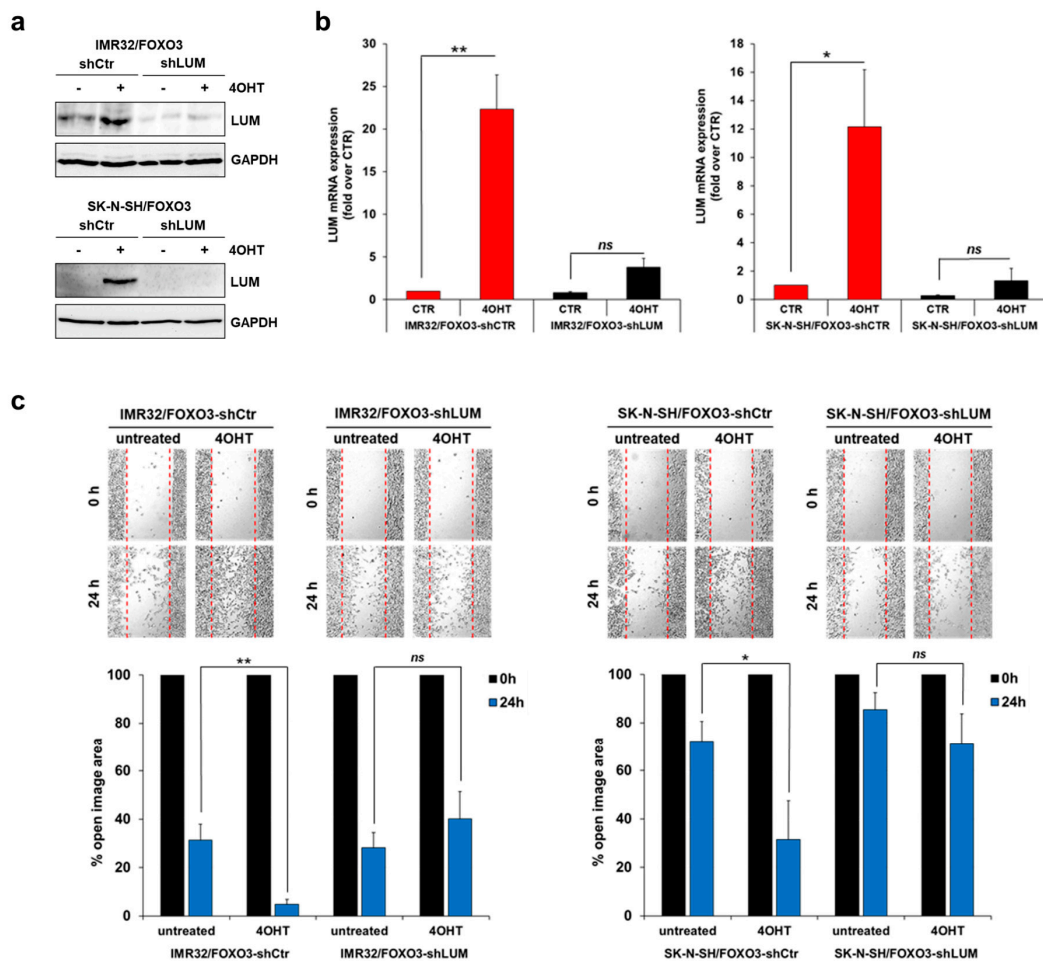 a
IMR32/FOXO3
shCtr shLUM
- + - + 4OHT
LUM
GAPDH
SK-N-SH/FOXO3
shCtr shLUM
- + - + 4OHT
LUM
GAPDH
b
LUM mRNA expression
(fold over CTR)
30
25
20
15
10
5
0
**
ns
CTR 4OHT CTR 4OHT
IMR32/FOXO3-shCTR IMR32/FOXO3-shLUM
LUM mRNA expression
(fold over CTR)
18
16
14
12
10
8
6
4
2
0
*
ns
CTR 4OHT CTR 4OHT
SK-N-SH/FOXO3-shCTR SK-N-SH/FOXO3-shLUM
c
IMR32/FOXO3-shCtr IMR32/FOXO3-shLUM
untreated 4OHT untreated 4OHT
0 h 0 h
24 h 24 h
SK-N-SH/FOXO3-shCtr SK-N-SH/FOXO3-shLUM
untreated 4OHT untreated 4OHT
0 h 0 h
24 h 24 h
% open image area
100
80
60
40
20
0
**
ns
0h
24h
untreated 4OHT untreated 4OHT
IMR32/FOXO3-shCtr IMR32/FOXO3-shLUM
% open image area
100
80
60
40
20
0
*
ns
0h
24h
untreated 4OHT untreated 4OHT
SK-N-SH/FOXO3-shCtr SK-N-SH/FOXO3-shLUM